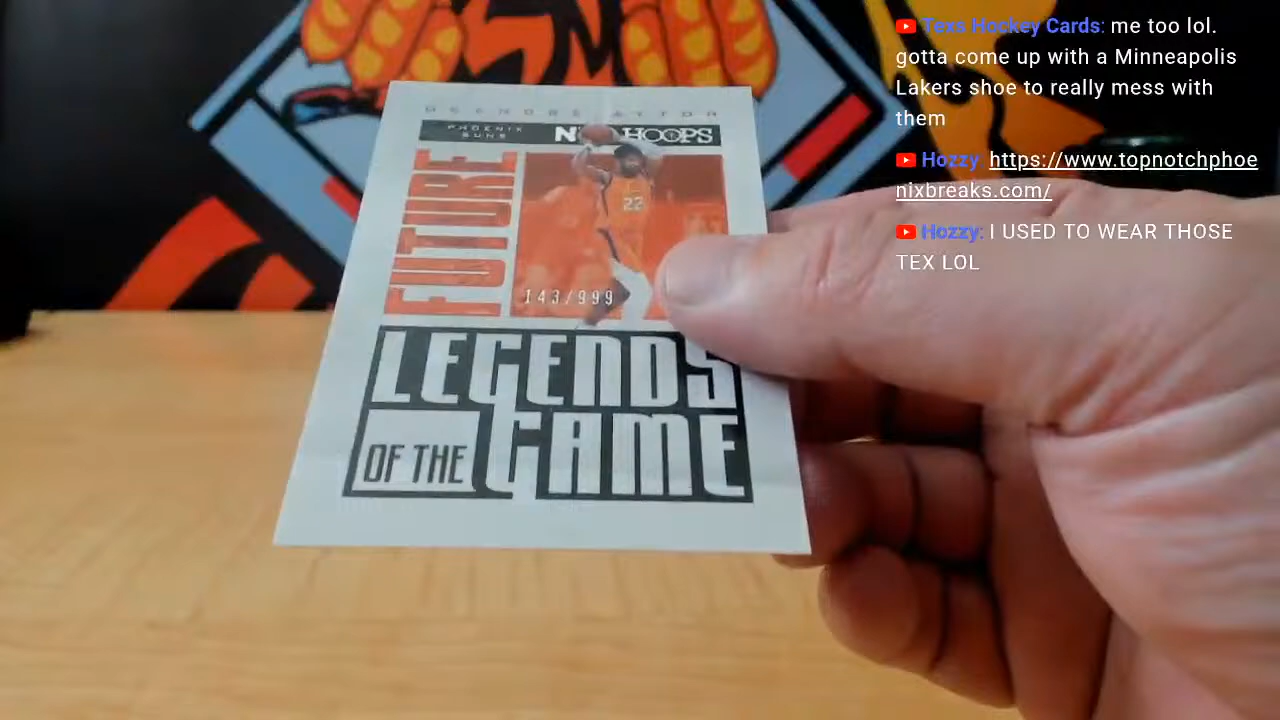 DEANDRE AYTON
PHOENIX
SUNS
NBA HOOPS
FUTURE
22
143/999
LEGENDS
OF THE GAME
Texs Hockey Cards: me too lol.
gotta come up with a Minneapolis
Lakers shoe to really mess with
them
Hozzy: https://www.topnotchphoe
nixbreaks.com/
Hozzy: I USED TO WEAR THOSE
TEX LOL